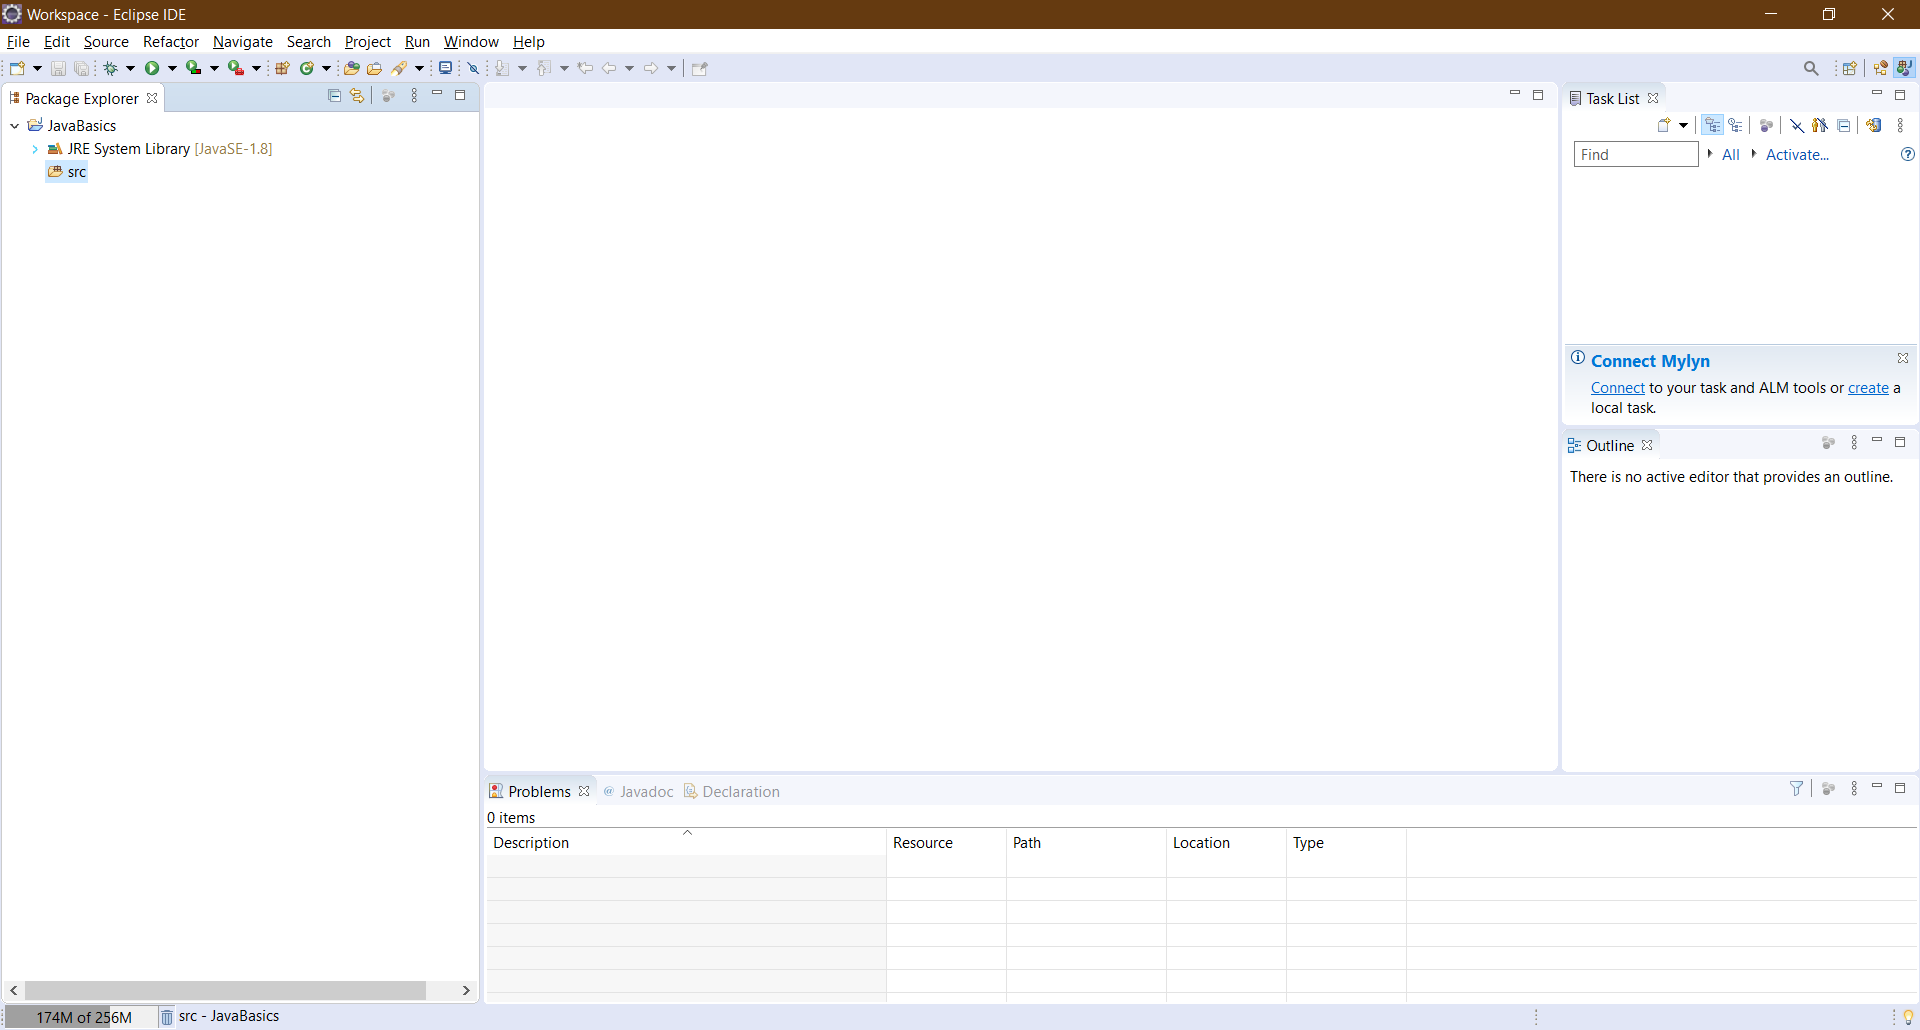 Workspace - Eclipse IDE
File Edit Source Refactor Navigate Search Project Run Window Help
Package Explorer
JavaBasics
JRE System Library [JavaSE-1.8]
src
Task List
Find All Activate...
Connect Mylyn
Connect to your task and ALM tools or create a
local task.
Outline
There is no active editor that provides an outline.
Problems @ Javadoc Declaration
0 items
Description Resource Path Location Type
174M of 256M src - JavaBasics